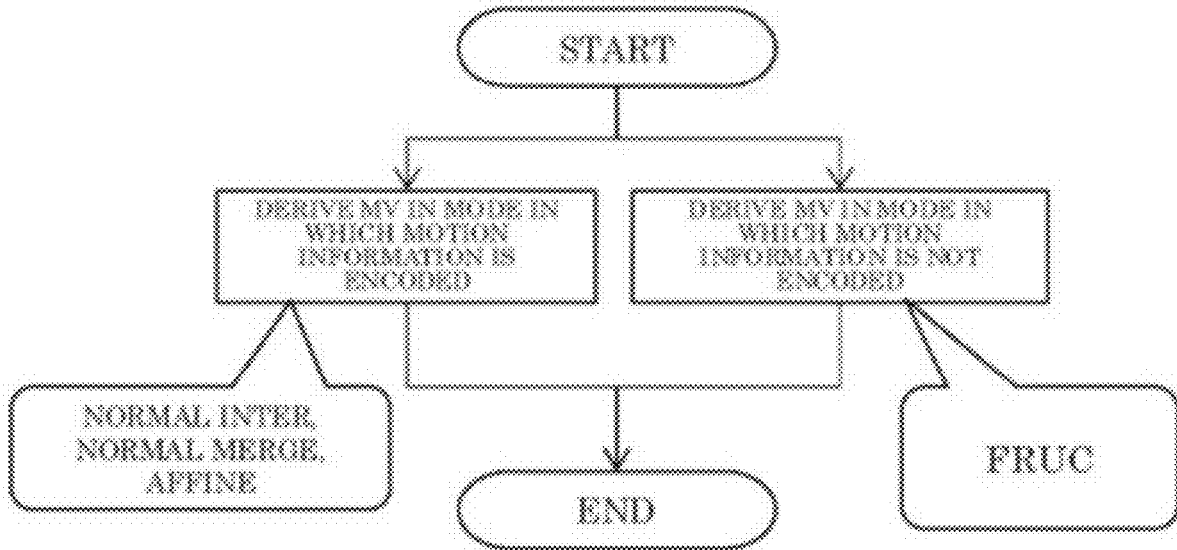 START
DERIVE MV IN MODE IN
WHICH MOTION
INFORMATION IS
ENCODED
DERIVE MV IN MODE IN
WHICH MOTION
INFORMATION IS NOT
ENCODED
NORMAL INTER,
NORMAL MERGE,
AFFINE
FRUC
END